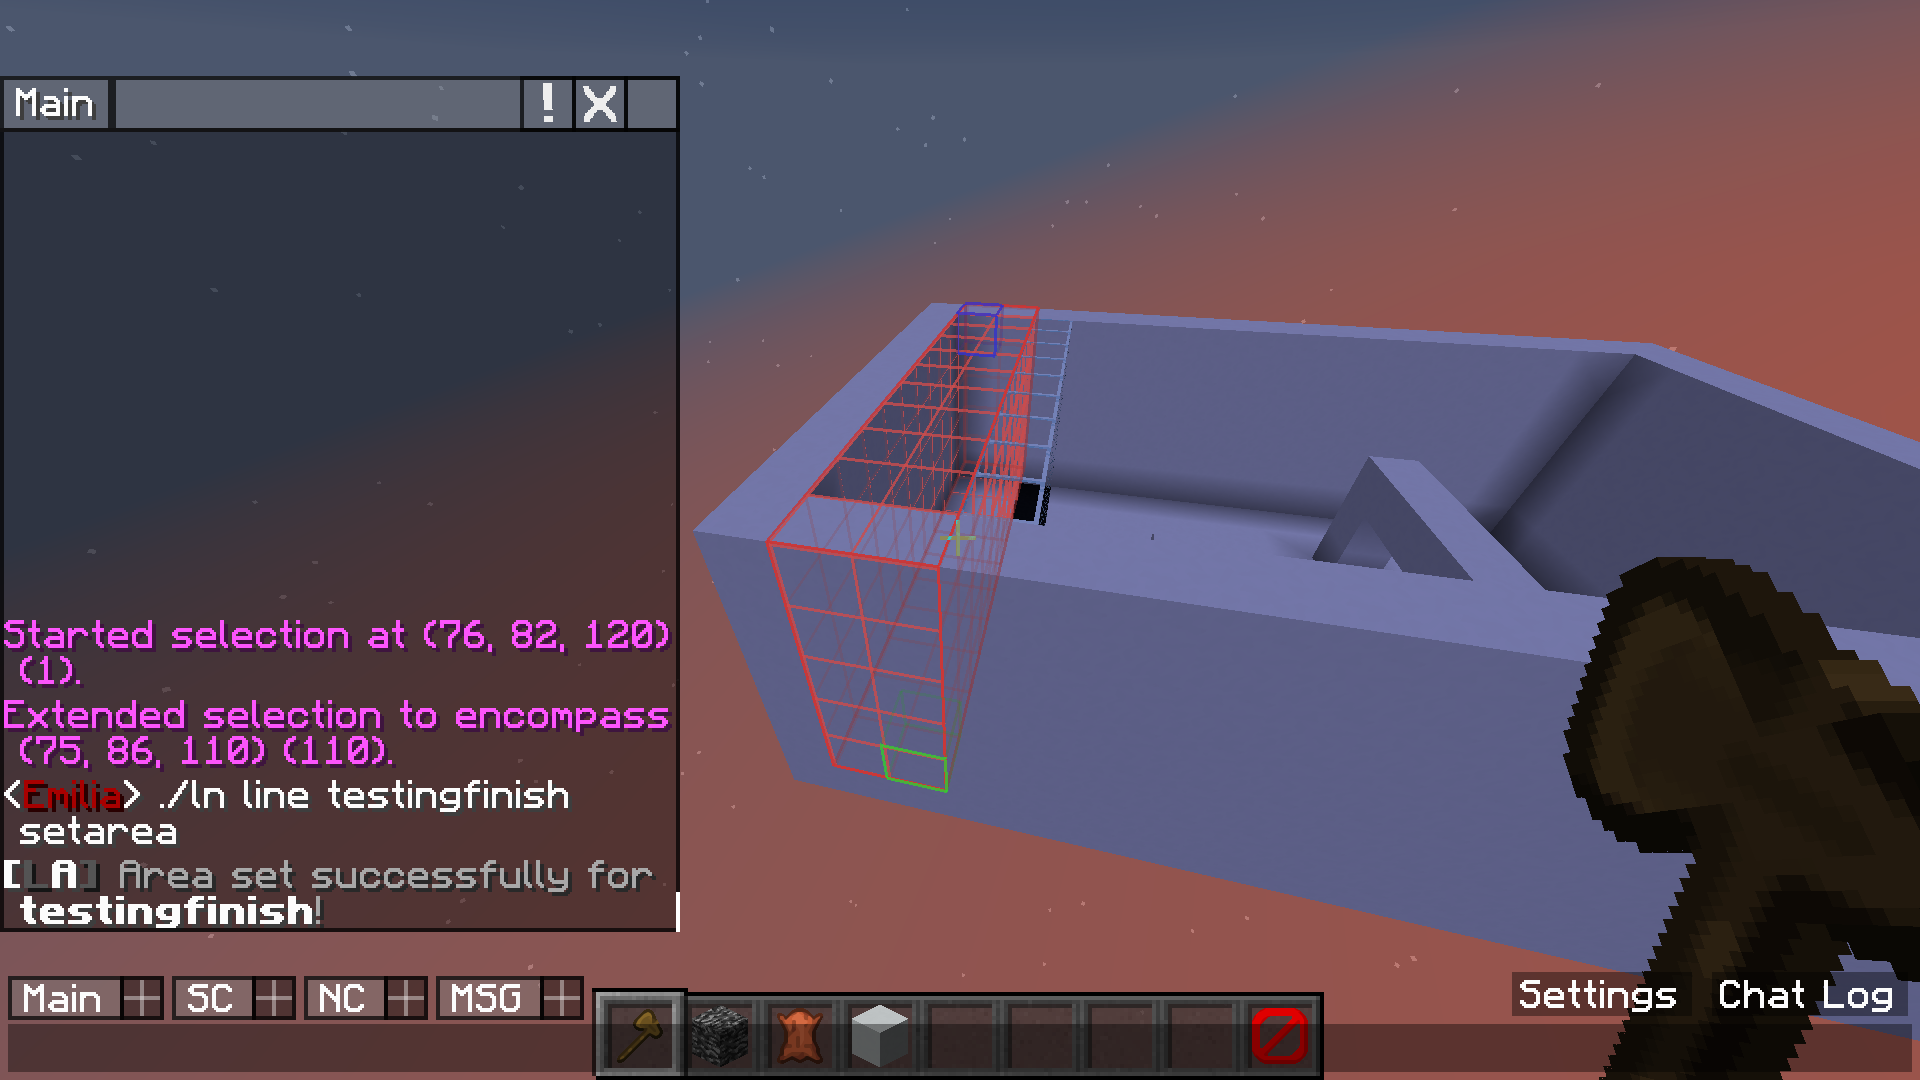 Main
! X
Started selection at (76, 82, 120)
(1).
Extended selection to encompass
(75, 86, 110) (110).
<Emilia> ./ln line testingfinish
setarea
[LA] Area set successfully for
testingfinish!
Main + SC + NC + MSG +
Settings Chat Log